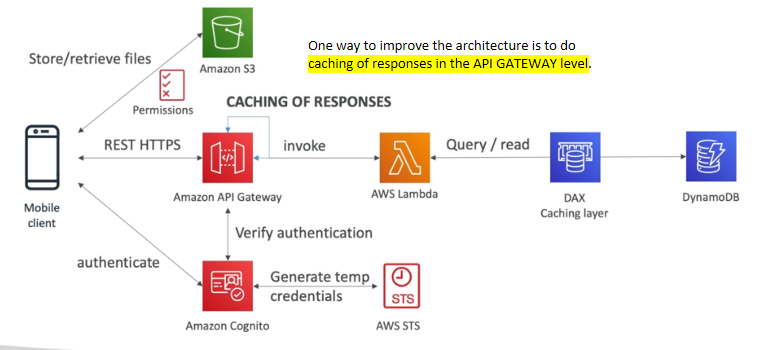 One way to improve the architecture is to do
caching of responses in the API GATEWAY level.
Store/retrieve files
Amazon S3
Permissions
CACHING OF RESPONSES
REST HTTPS
invoke
Query / read
Mobile
client
Amazon API Gateway
AWS Lambda
DAX
Caching layer
DynamoDB
Verify authentication
authenticate
Generate temp
credentials
STS
Amazon Cognito
AWS STS